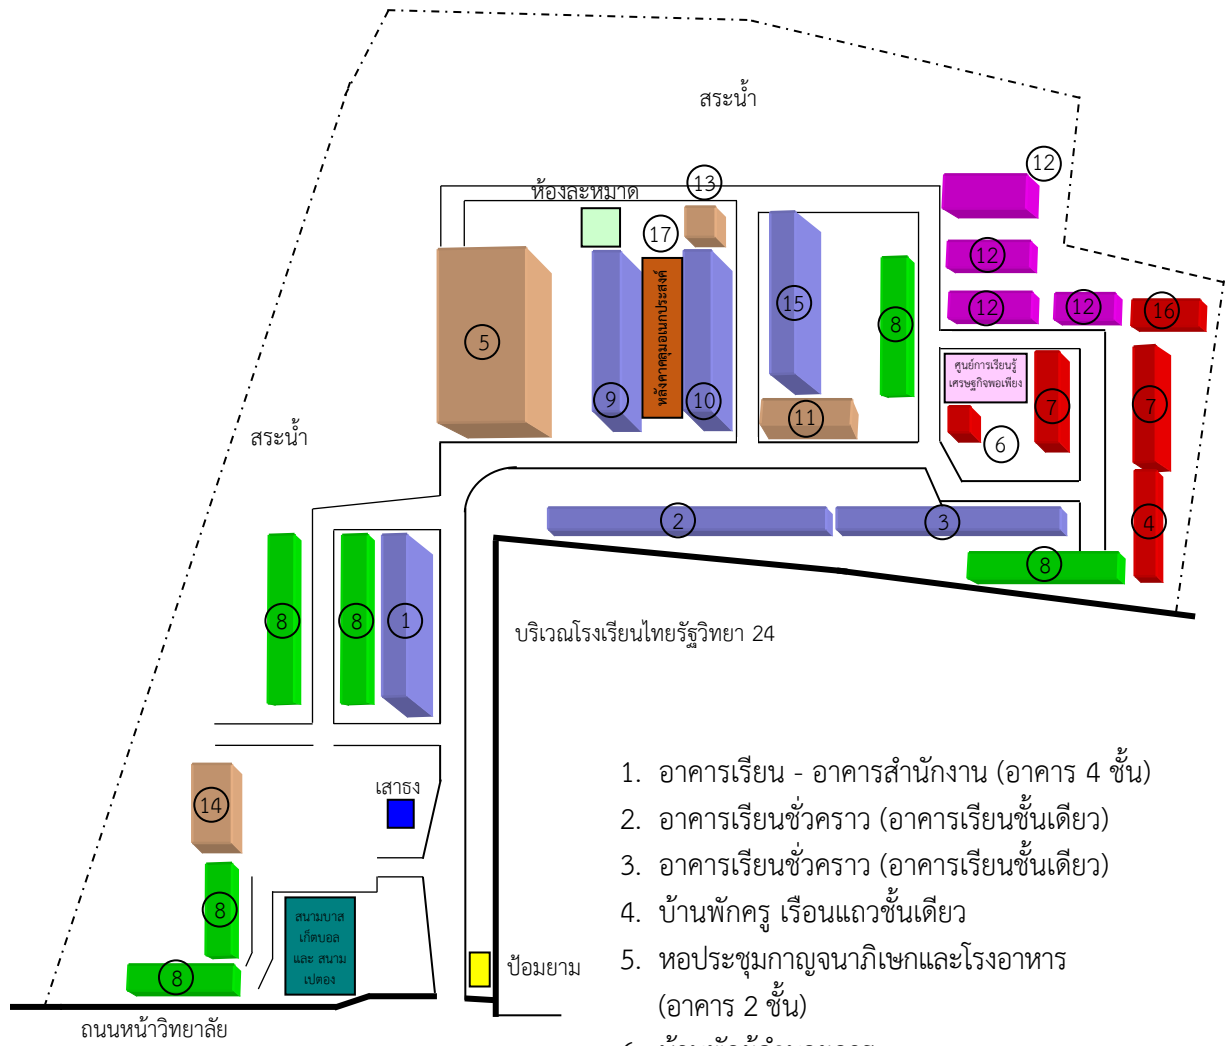 สระน้ำ
12
13
ห้องละหมาด
17
12
15
12
12
16
8
5
หลังคาคลุมอเนกประสงค์
ศูนย์การเรียนรู้
เศรษฐกิจพอเพียง
9
10
7
7
11
6
สระน้ำ
2
3
4
8
8
8
1
บริเวณโรงเรียนไทยรัฐวิทยา 24
เสาธง
14
8
สนามบาส
เก็ตบอล
และ สนาม
เปตอง
8
ป้อมยาม
ถนนหน้าวิทยาลัย
1. อาคารเรียน - อาคารสำนักงาน (อาคาร 4 ชั้น)
2. อาคารเรียนชั่วคราว (อาคารเรียนชั้นเดียว)
3. อาคารเรียนชั่วคราว (อาคารเรียนชั้นเดียว)
4. บ้านพักครู เรือนแถวชั้นเดียว
5. หอประชุมกาญจนาภิเษกและโรงอาหาร
(อาคาร 2 ชั้น)